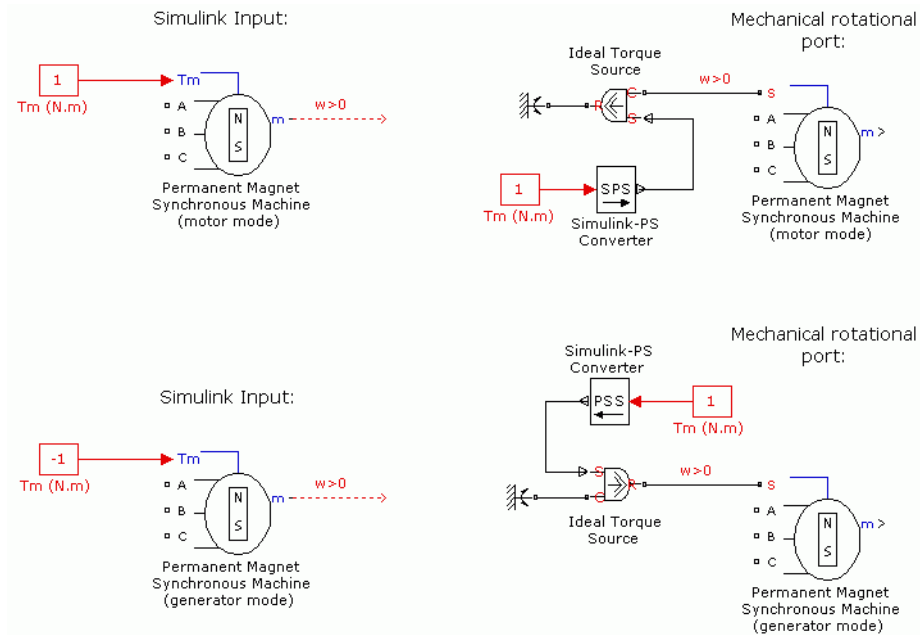 Simulink Input:
1
Tm (N.m)
Tm
A
B
C
N
S
m
w>0
Permanent Magnet
Synchronous Machine
(motor mode)
Mechanical rotational
port:
Ideal Torque
Source
R
C
S
w>0
1
Tm (N.m)
SPS
Simulink-PS
Converter
S
A
B
C
N
S
m >
Permanent Magnet
Synchronous Machine
(motor mode)
Simulink Input:
-1
Tm (N.m)
Tm
A
B
C
N
S
m
w>0
Permanent Magnet
Synchronous Machine
(generator mode)
Mechanical rotational
port:
Simulink-PS
Converter
PSS
1
Tm (N.m)
S
C
R
w>0
Ideal Torque
Source
S
A
B
C
N
S
m >
Permanent Magnet
Synchronous Machine
(generator mode)